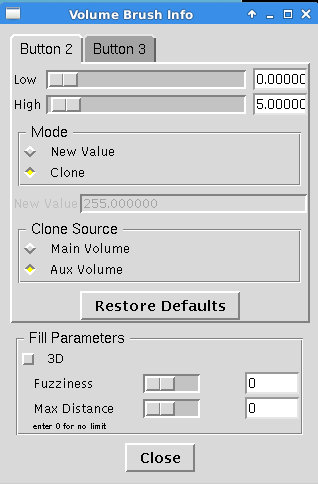 Volume Brush Info
Button 2 Button 3
Low 0.00000
High 5.00000
Mode
New Value
Clone
New Value 255.000000
Clone Source
Main Volume
Aux Volume
Restore Defaults
Fill Parameters
3D
Fuzziness 0
Max Distance 0
enter 0 for no limit
Close